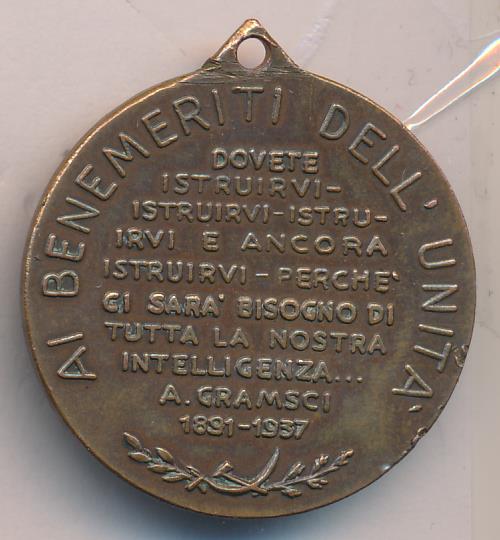 AI BENEMERITI DELL' UNITA'
DOVETE
ISTRUIRVI-
ISTRUIRVI-ISTRU-
IRVI E ANCORA
ISTRUIRVI-PERCHE'
CI SARA' BISOGNO DI
TUTTA LA NOSTRA
INTELLIGENZA...
A. GRAMSCI
1891-1937